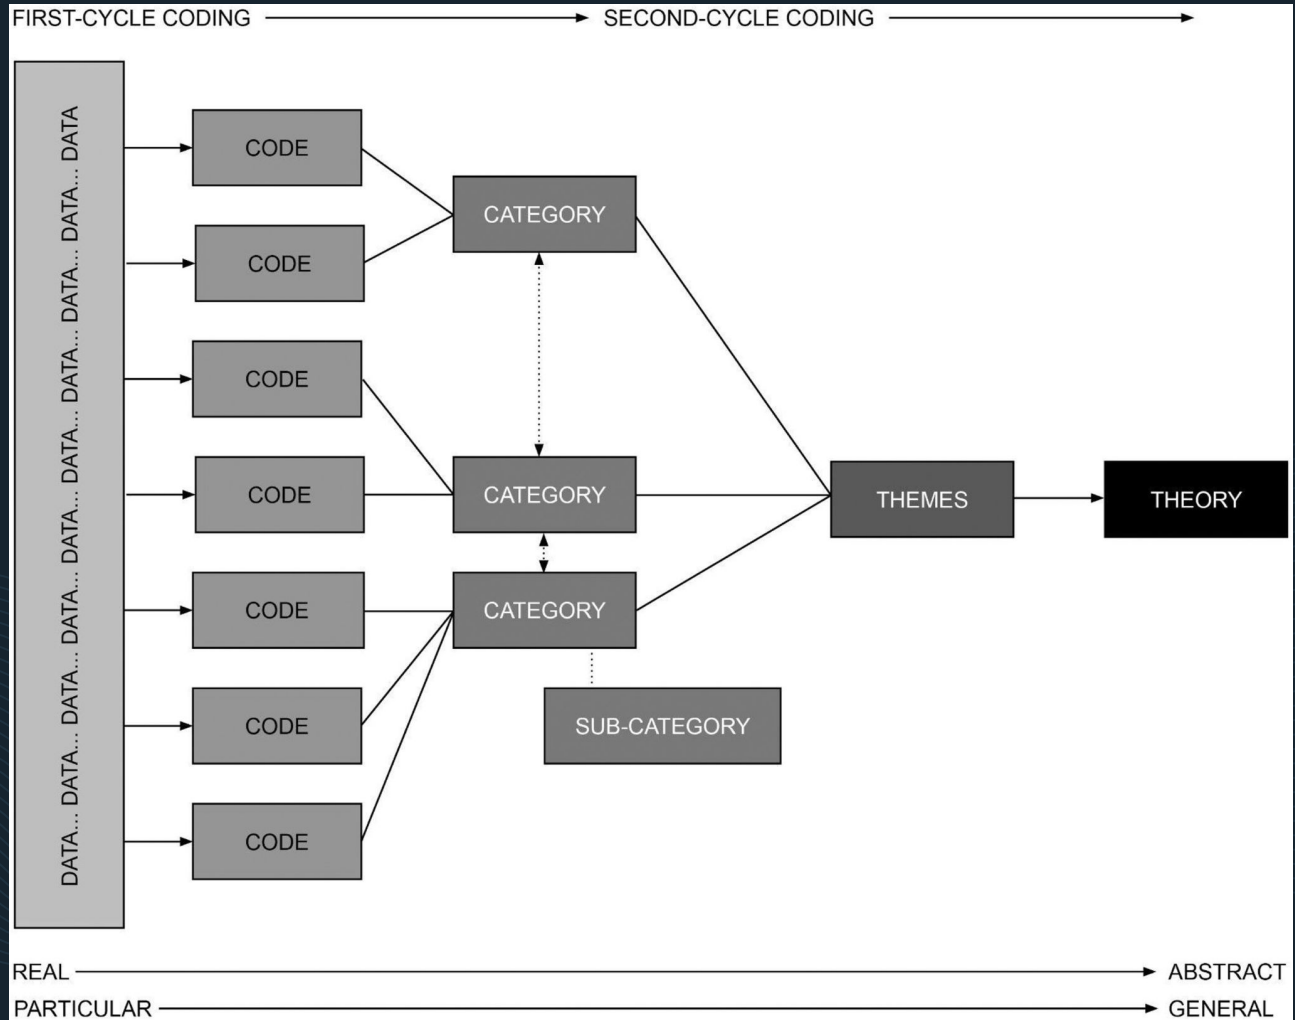 FIRST-CYCLE CODING
SECOND-CYCLE CODING
DATA... DATA... DATA... DATA... DATA... DATA... DATA... DATA... DATA
CODE
CODE
CODE
CODE
CODE
CODE
CODE
CATEGORY
CATEGORY
CATEGORY
SUB-CATEGORY
THEMES
THEORY
REAL
ABSTRACT
PARTICULAR
GENERAL